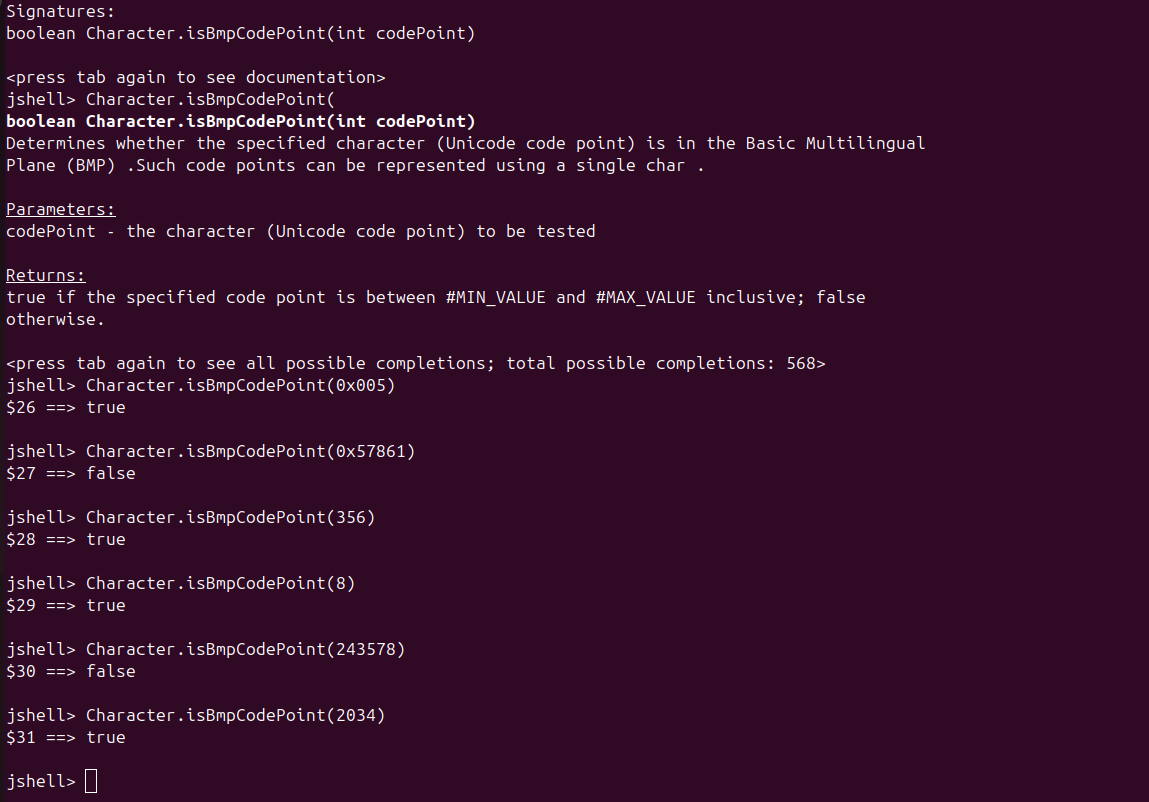 Signatures:
boolean Character.isBmpCodePoint(int codePoint)
<press tab again to see documentation>
jshell> Character.isBmpCodePoint(
boolean Character.isBmpCodePoint(int codePoint)
Determines whether the specified character (Unicode code point) is in the Basic Multilingual
Plane (BMP) .Such code points can be represented using a single char .
Parameters:
codePoint - the character (Unicode code point) to be tested
Returns:
true if the specified code point is between #MIN_VALUE and #MAX_VALUE inclusive; false
otherwise.
<press tab again to see all possible completions; total possible completions: 568>
jshell> Character.isBmpCodePoint(0x005)
$26 ==> true
jshell> Character.isBmpCodePoint(0x57861)
$27 ==> false
jshell> Character.isBmpCodePoint(356)
$28 ==> true
jshell> Character.isBmpCodePoint(8)
$29 ==> true
jshell> Character.isBmpCodePoint(243578)
$30 ==> false
jshell> Character.isBmpCodePoint(2034)
$31 ==> true
jshell>